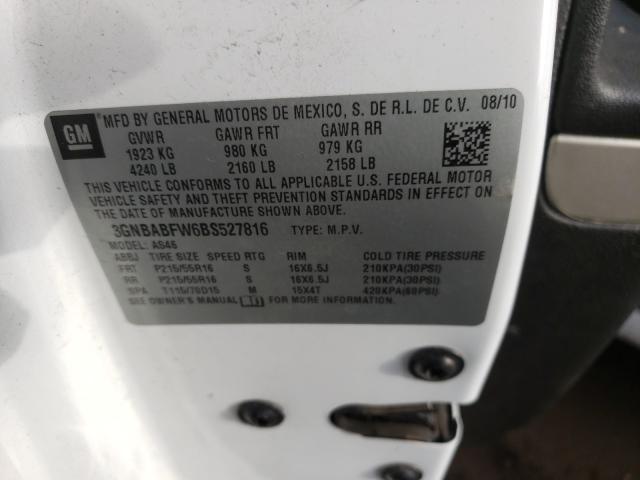 GM
MFD BY GENERAL MOTORS DE MEXICO, S. DE R.L. DE C.V. 08/10
GVWR GAWR FRT GAWR RR
1923 KG 980 KG 979 KG
4240 LB 2160 LB 2158 LB
THIS VEHICLE CONFORMS TO ALL APPLICABLE U.S. FEDERAL MOTOR
VEHICLE SAFETY AND THEFT PREVENTION STANDARDS IN EFFECT ON
THE DATE OF MANUFACTURE SHOWN ABOVE.
3GNBABFW6BS527816 TYPE: M.P.V.
MODEL: AS46
ABBJ TIRE SIZE SPEED RTG RIM COLD TIRE PRESSURE
FRT P215/55R16 S 16X6.5J 210KPA(30PSI)
RR P215/55R16 S 16X6.5J 210KPA(30PSI)
SPA T115/70D15 M 15X4T 420KPA(60PSI)
SEE OWNER'S MANUAL FOR MORE INFORMATION.